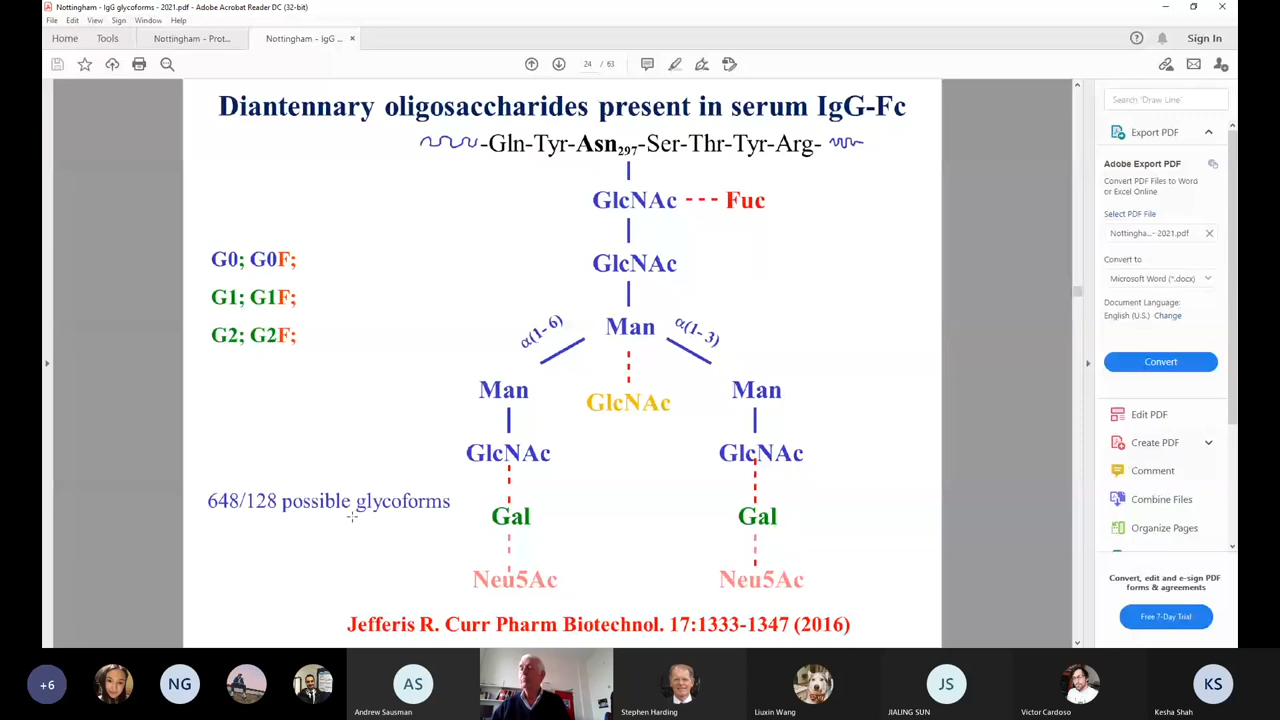 Nottingham - IgG glycoforms - 2021.pdf - Adobe Acrobat Reader DC (32-bit)
File Edit View Sign Window Help
Home Tools Nottingham - Prot... Nottingham - IgG ... × Sign In
24 / 63
Diantennary oligosaccharides present in serum IgG-Fc
-Gln-Tyr-Asn297-Ser-Thr-Tyr-Arg-
GlcNAc --- Fuc
G0; G0F;
GlcNAc
G1; G1F;
α(1- 6) Man α(1- 3)
G2; G2F;
Man GlcNAc Man
GlcNAc GlcNAc
648/128 possible glycoforms
Gal Gal
Neu5Ac Neu5Ac
Jefferis R. Curr Pharm Biotechnol. 17:1333-1347 (2016)
Search 'Draw Line'
Export PDF
Adobe Export PDF
Convert PDF Files to Word
or Excel Online
Select PDF File
Nottingha...- 2021.pdf ×
Convert to
Microsoft Word (*.docx)
Document Language:
English (U.S.) Change
Convert
Edit PDF
Create PDF
Comment
Combine Files
Organize Pages
Convert, edit and e-sign PDF
forms & agreements
Free 7-Day Trial
+6 NG AS JS KS
Andrew Sausman Stephen Harding Liuxin Wang JIALING SUN Victor Cardoso Kesha Shah